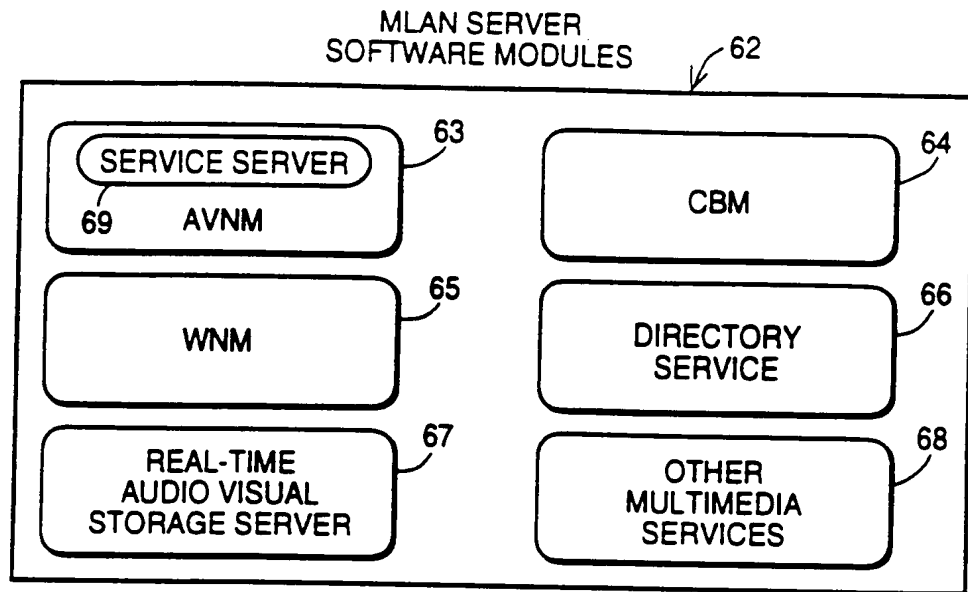 MLAN SERVER
SOFTWARE MODULES
62
SERVICE SERVER
69
AVNM
63
CBM
64
WNM
65
DIRECTORY
SERVICE
66
REAL-TIME
AUDIO VISUAL
STORAGE SERVER
67
OTHER
MULTIMEDIA
SERVICES
68